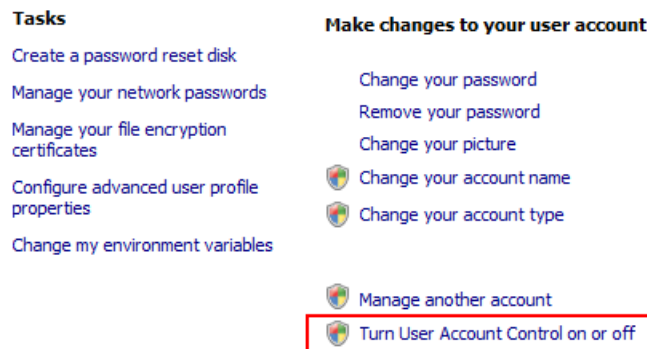 Tasks
Create a password reset disk
Manage your network passwords
Manage your file encryption
certificates
Configure advanced user profile
properties
Change my environment variables
Make changes to your user account
Change your password
Remove your password
Change your picture
Change your account name
Change your account type
Manage another account
Turn User Account Control on or off